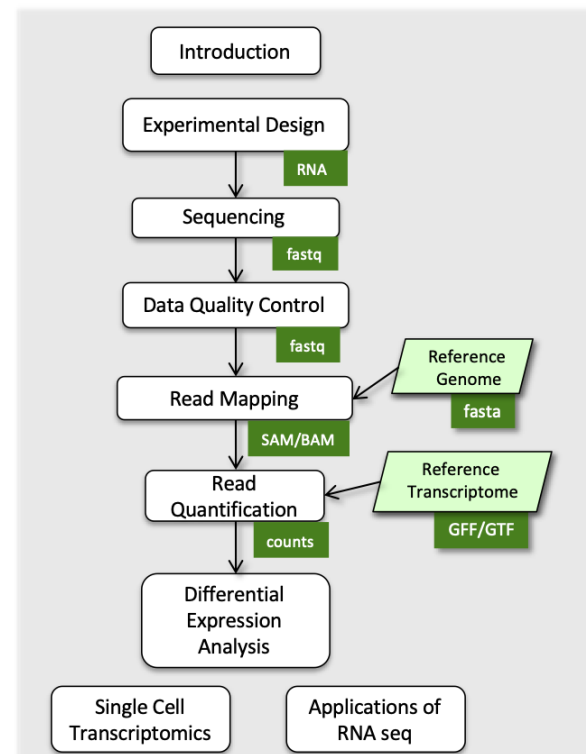 Introduction
Experimental Design
RNA
Sequencing
fastq
Data Quality Control
fastq
Reference
Genome
Read Mapping
fasta
SAM/BAM
Reference
Transcriptome
Read
Quantification
GFF/GTF
counts
Differential
Expression
Analysis
Single Cell
Transcriptomics
Applications of
RNA seq